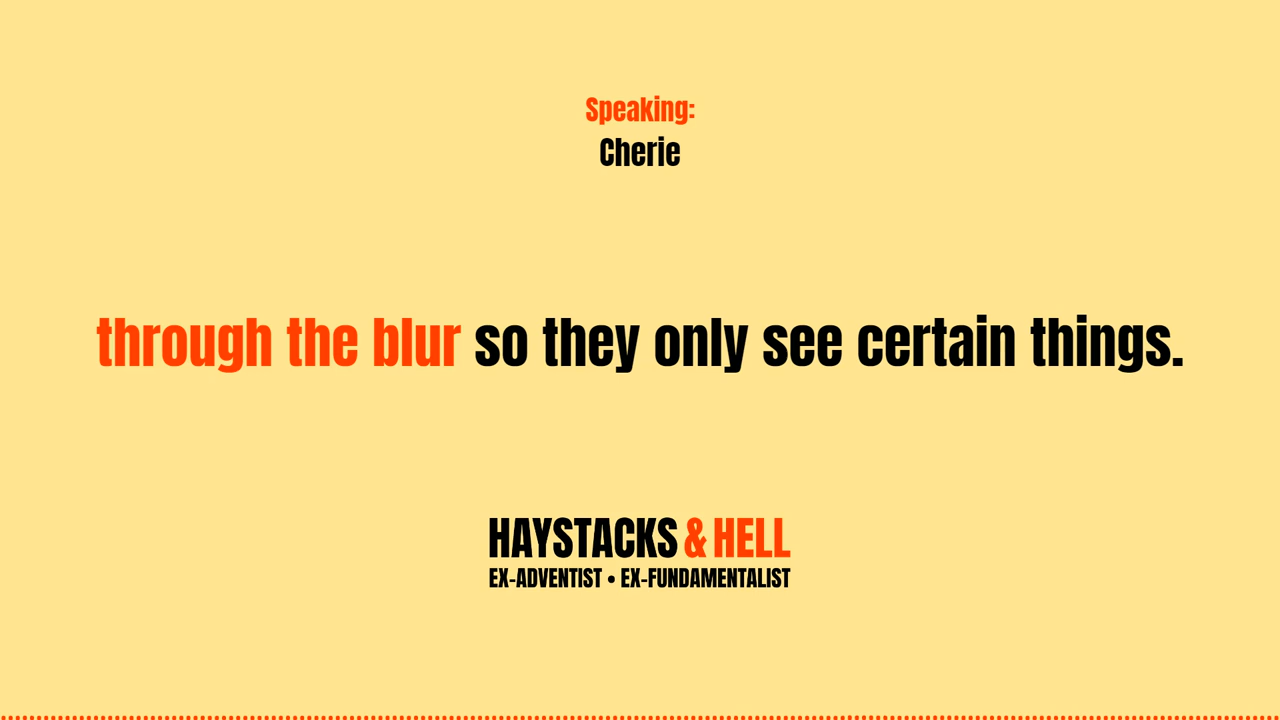 Speaking:
Cherie
through the blur so they only see certain things.
HAYSTACKS & HELL
EX-ADVENTIST • EX-FUNDAMENTALIST